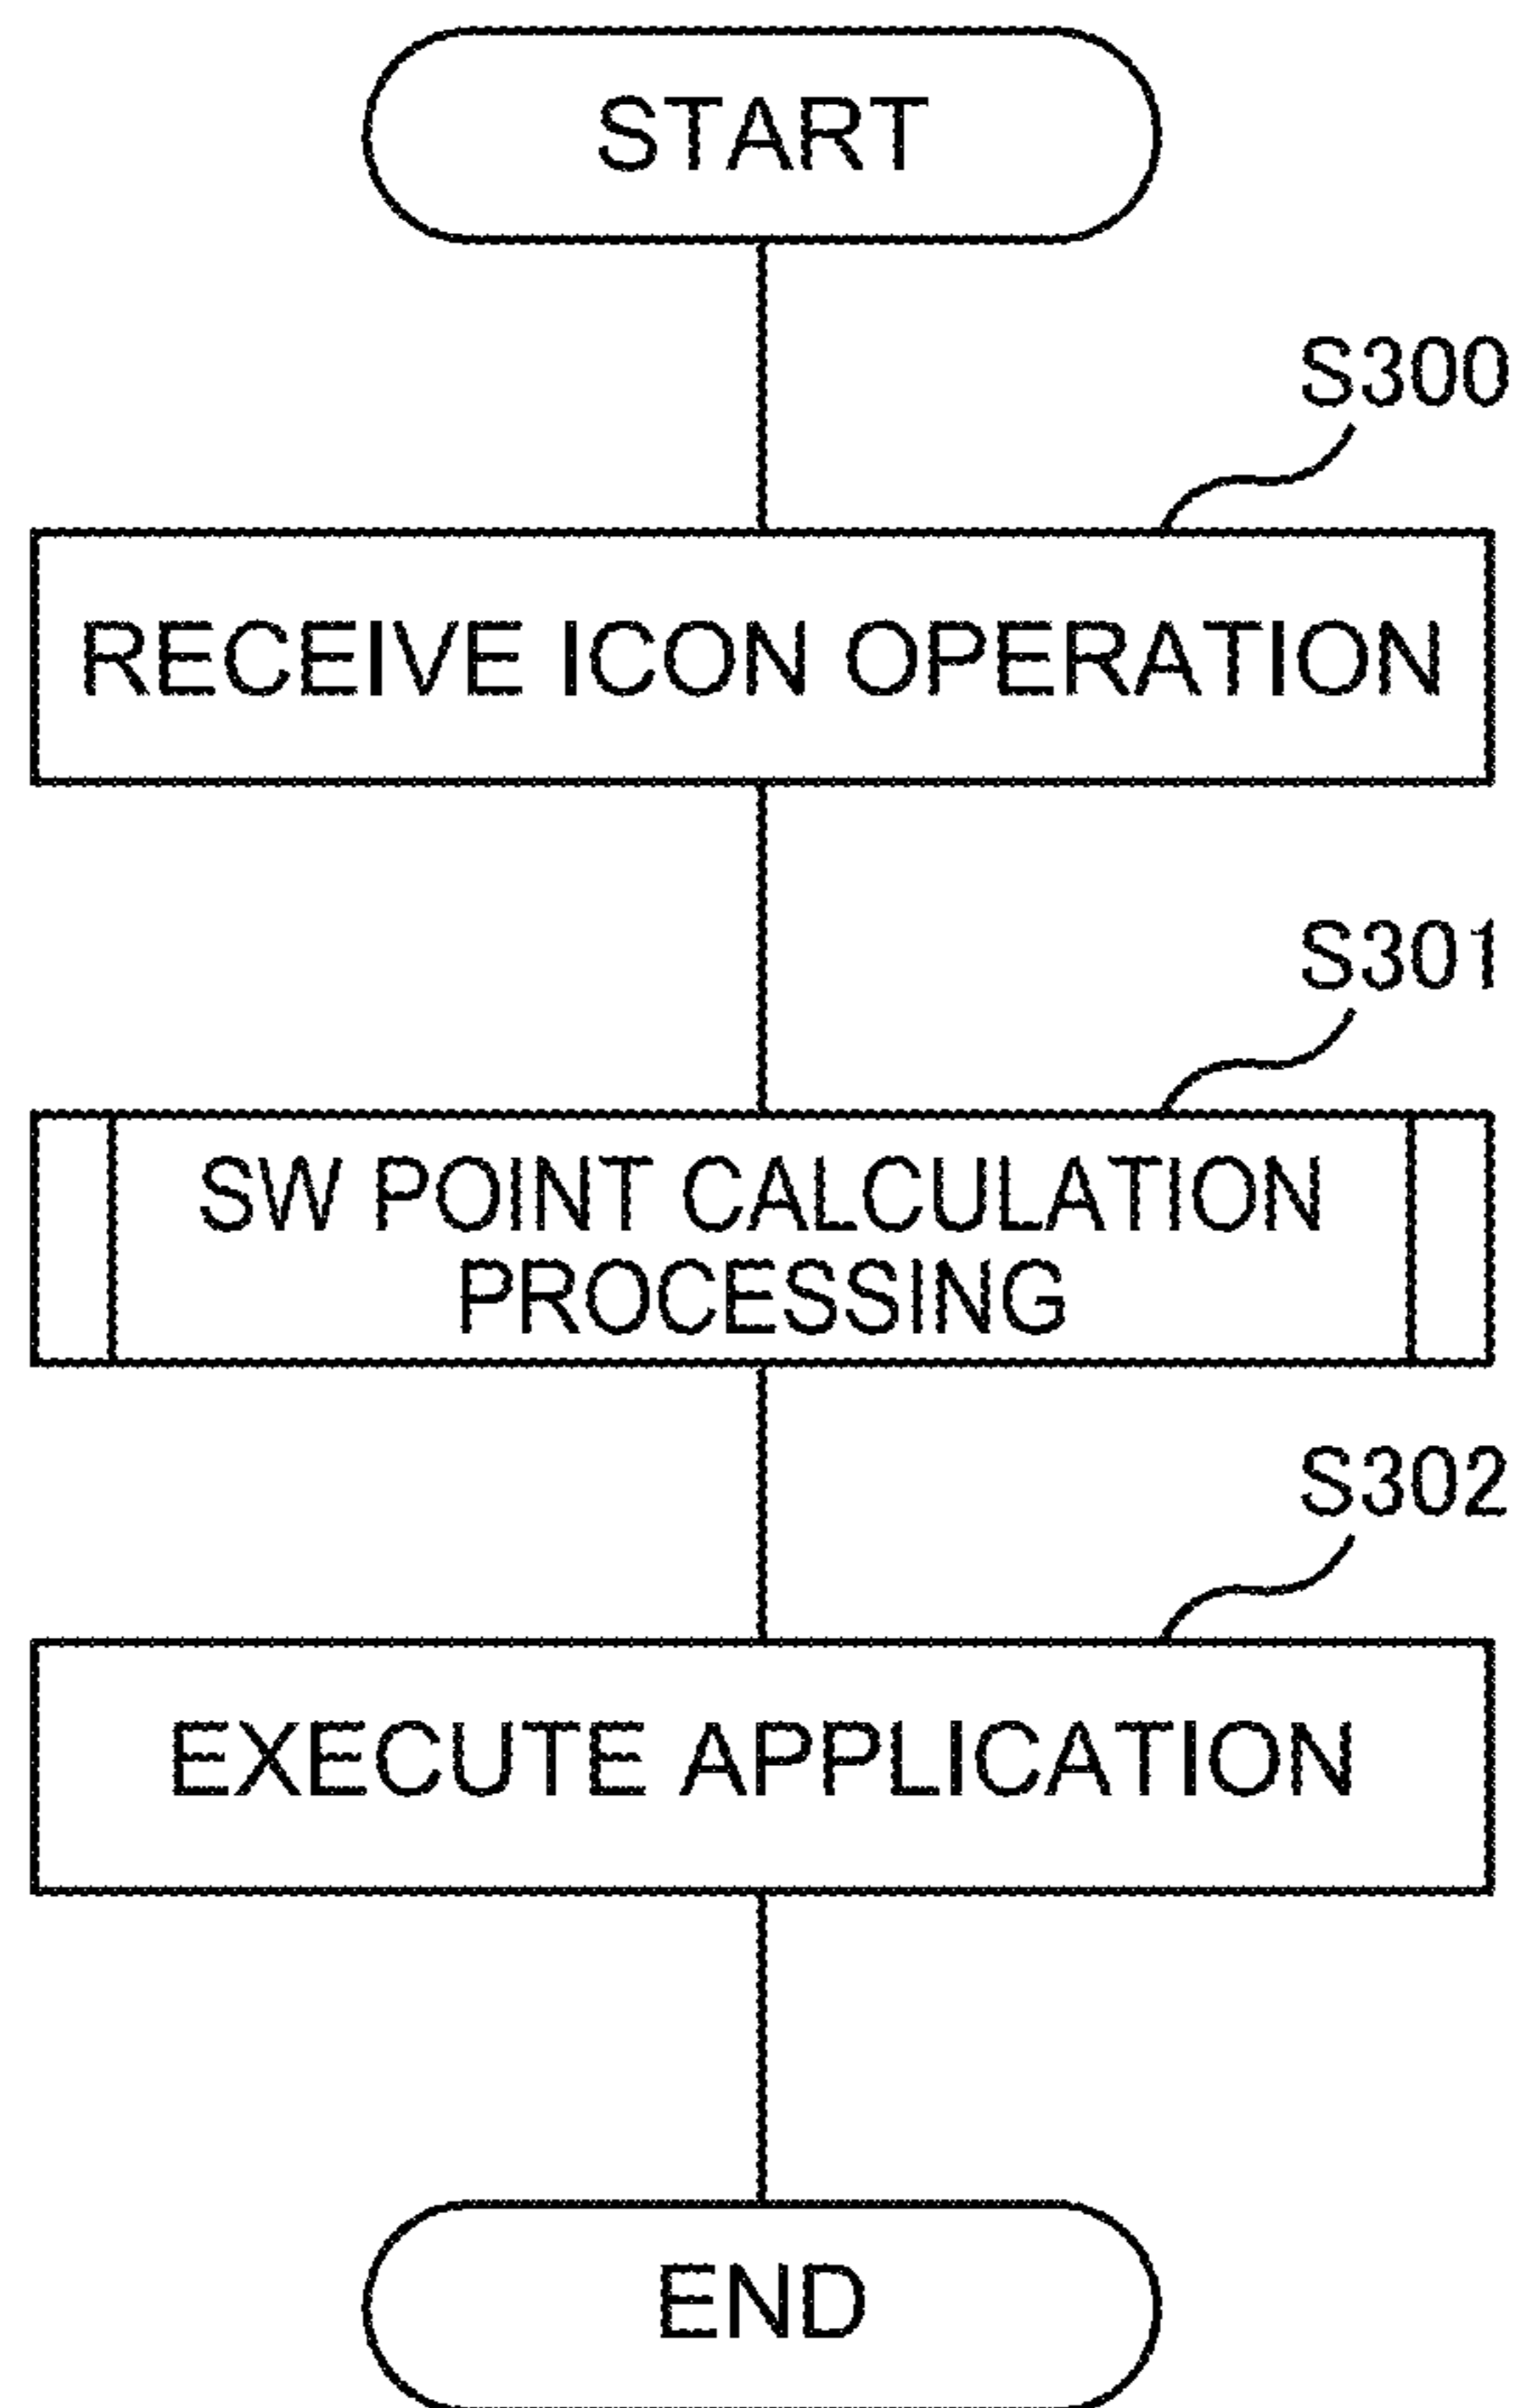 START
S300
RECEIVE ICON OPERATION
S301
SW POINT CALCULATION
PROCESSING
S302
EXECUTE APPLICATION
END